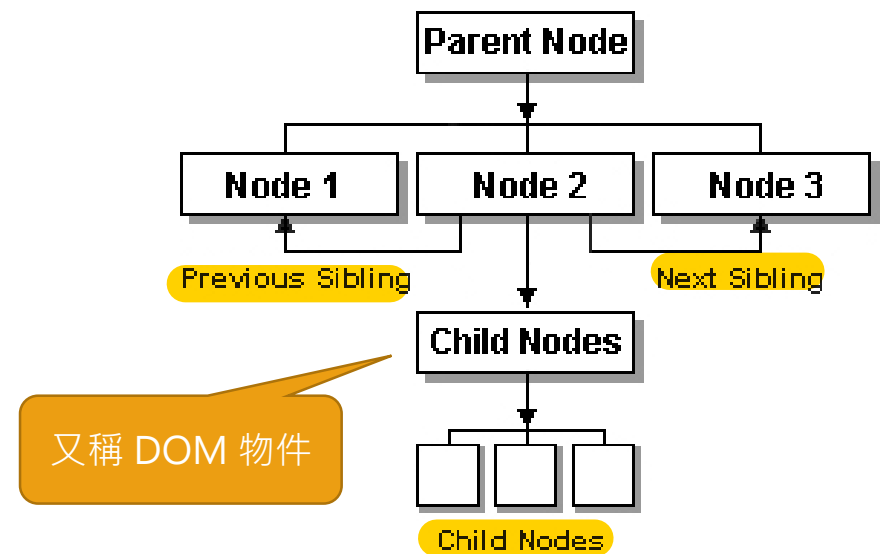 Parent Node
Node 1
Node 2
Node 3
Previous Sibling
Next Sibling
Child Nodes
又稱 DOM 物件
Child Nodes